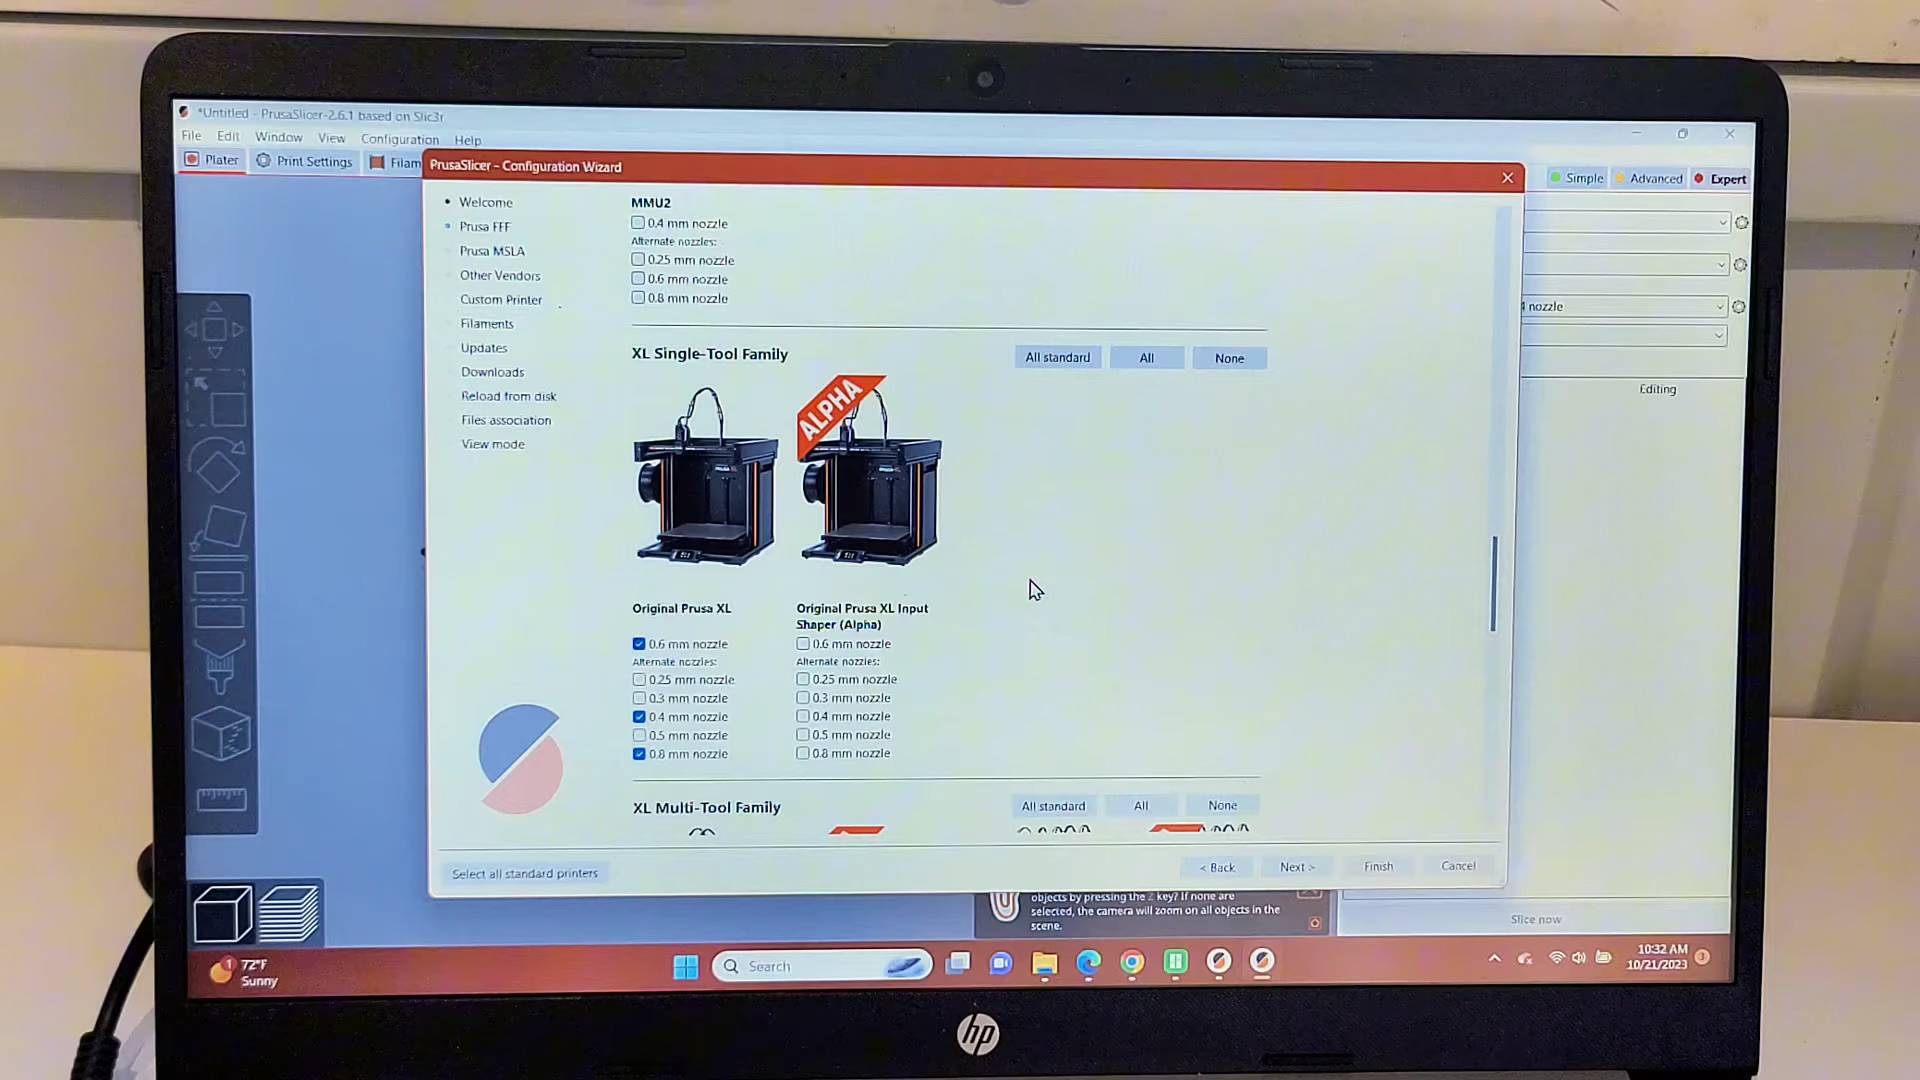 *Untitled - PrusaSlicer-2.6.1 based on Slic3r
File Edit Window View Configuration Help
Plater Print Settings Filam
Simple Advanced Expert
PrusaSlicer - Configuration Wizard
Welcome
Prusa FFF
Prusa MSLA
Other Vendors
Custom Printer
Filaments
Updates
Downloads
Reload from disk
Files association
View mode
MMU2
0.4 mm nozzle
Alternate nozzles:
0.25 mm nozzle
0.6 mm nozzle
0.8 mm nozzle
XL Single-Tool Family
All standard All None
ALPHA
Original Prusa XL
0.6 mm nozzle
Alternate nozzles:
0.25 mm nozzle
0.3 mm nozzle
0.4 mm nozzle
0.5 mm nozzle
0.8 mm nozzle
Original Prusa XL Input
Shaper (Alpha)
0.6 mm nozzle
Alternate nozzles:
0.25 mm nozzle
0.3 mm nozzle
0.4 mm nozzle
0.5 mm nozzle
0.8 mm nozzle
XL Multi-Tool Family
All standard All None
Select all standard printers
< Back Next > Finish Cancel
nozzle
Editing
objects by pressing the Z key? If none are
selected, the camera will zoom on all objects in the
scene.
Slice now
1
72°F
Sunny
Search
10:32 AM
10/21/2023
3
hp